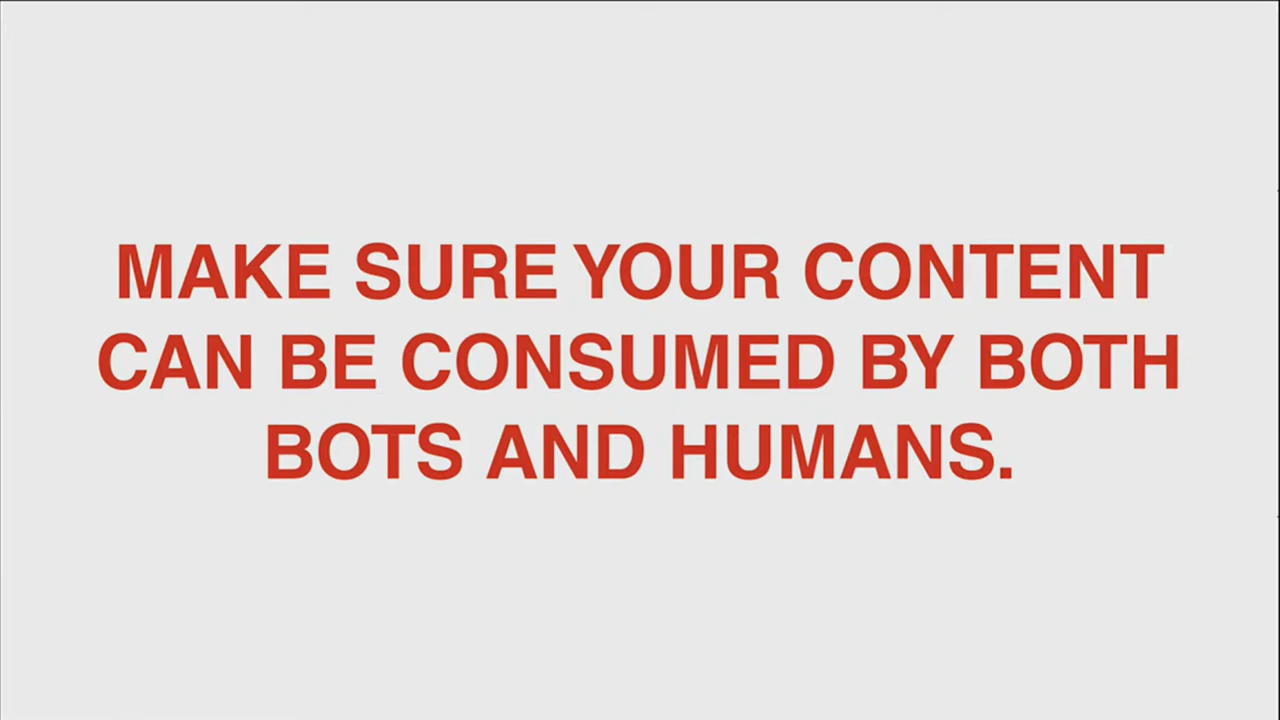 MAKE SURE YOUR CONTENT
CAN BE CONSUMED BY BOTH
BOTS AND HUMANS.